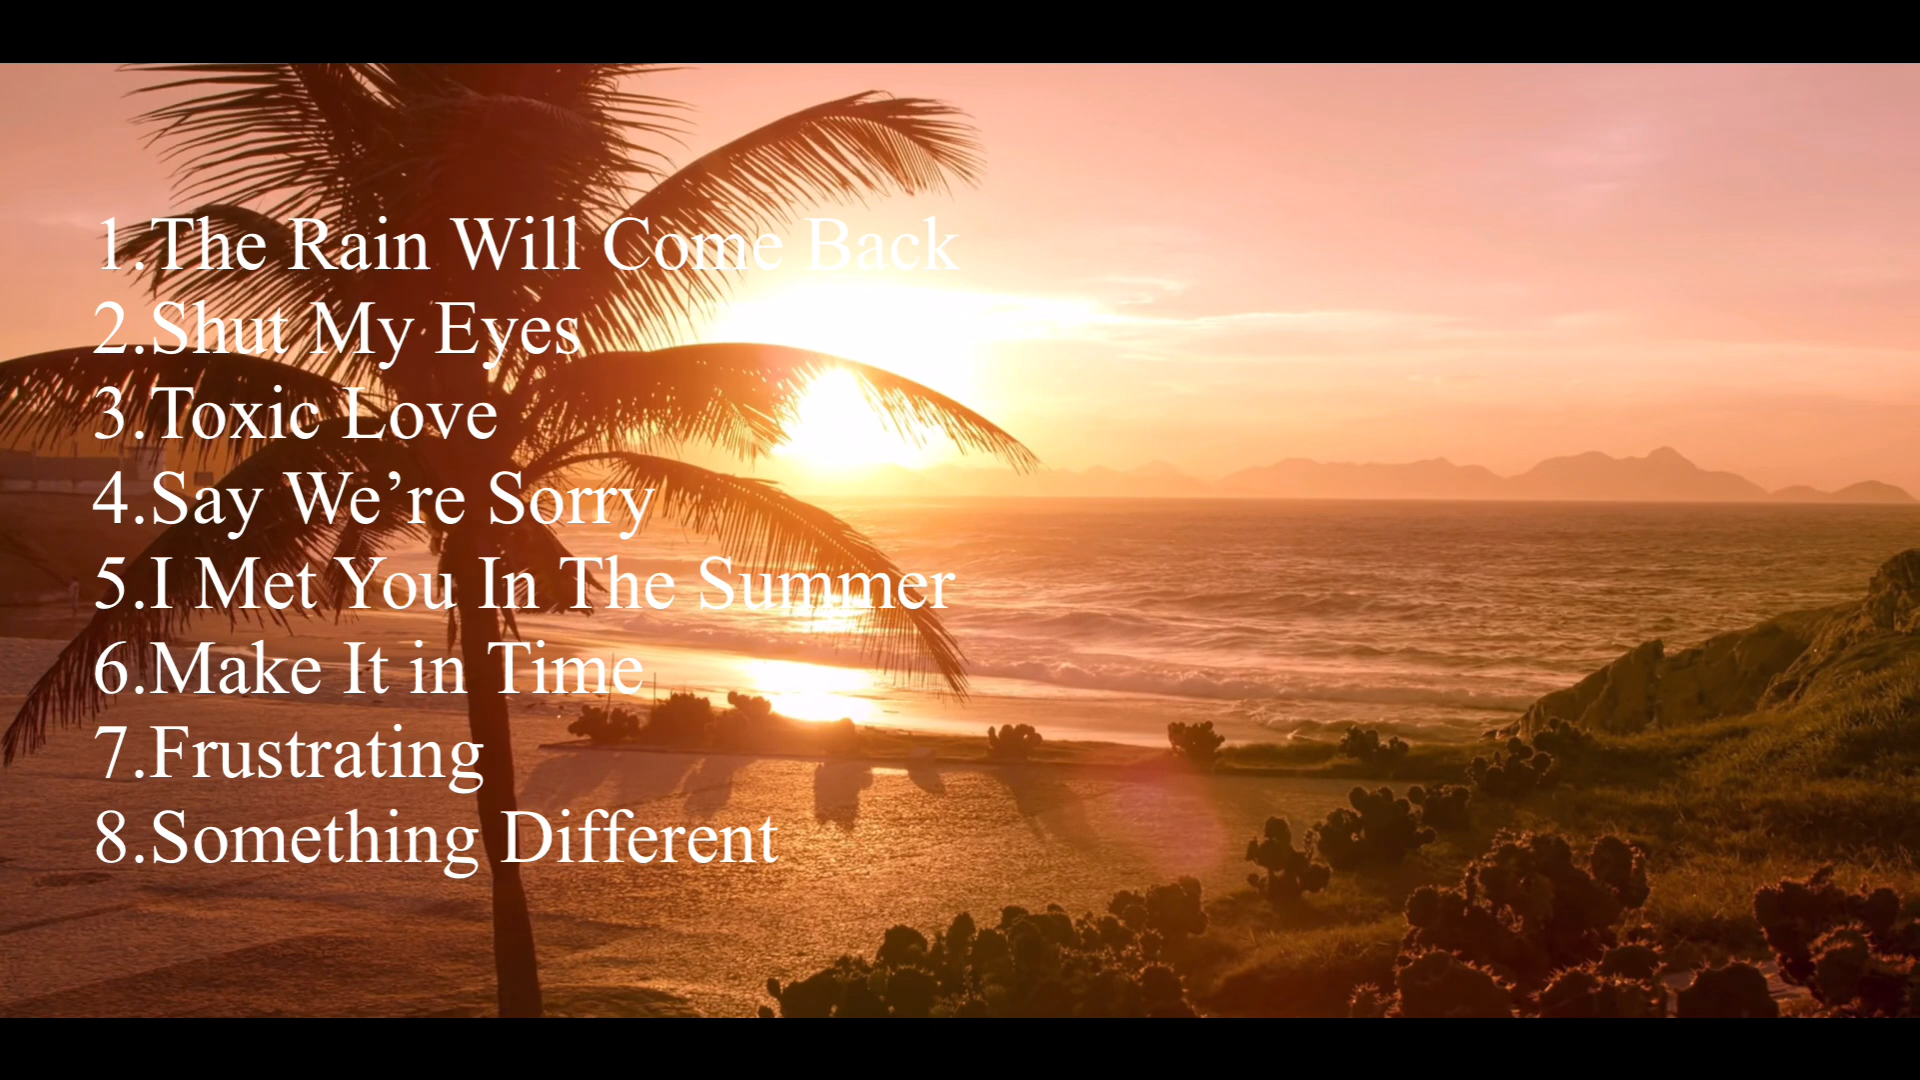 1.The Rain Will Come Back
2.Shut My Eyes
3.Toxic Love
4.Say We’re Sorry
5.I Met You In The Summer
6.Make It in Time
7.Frustrating
8.Something Different